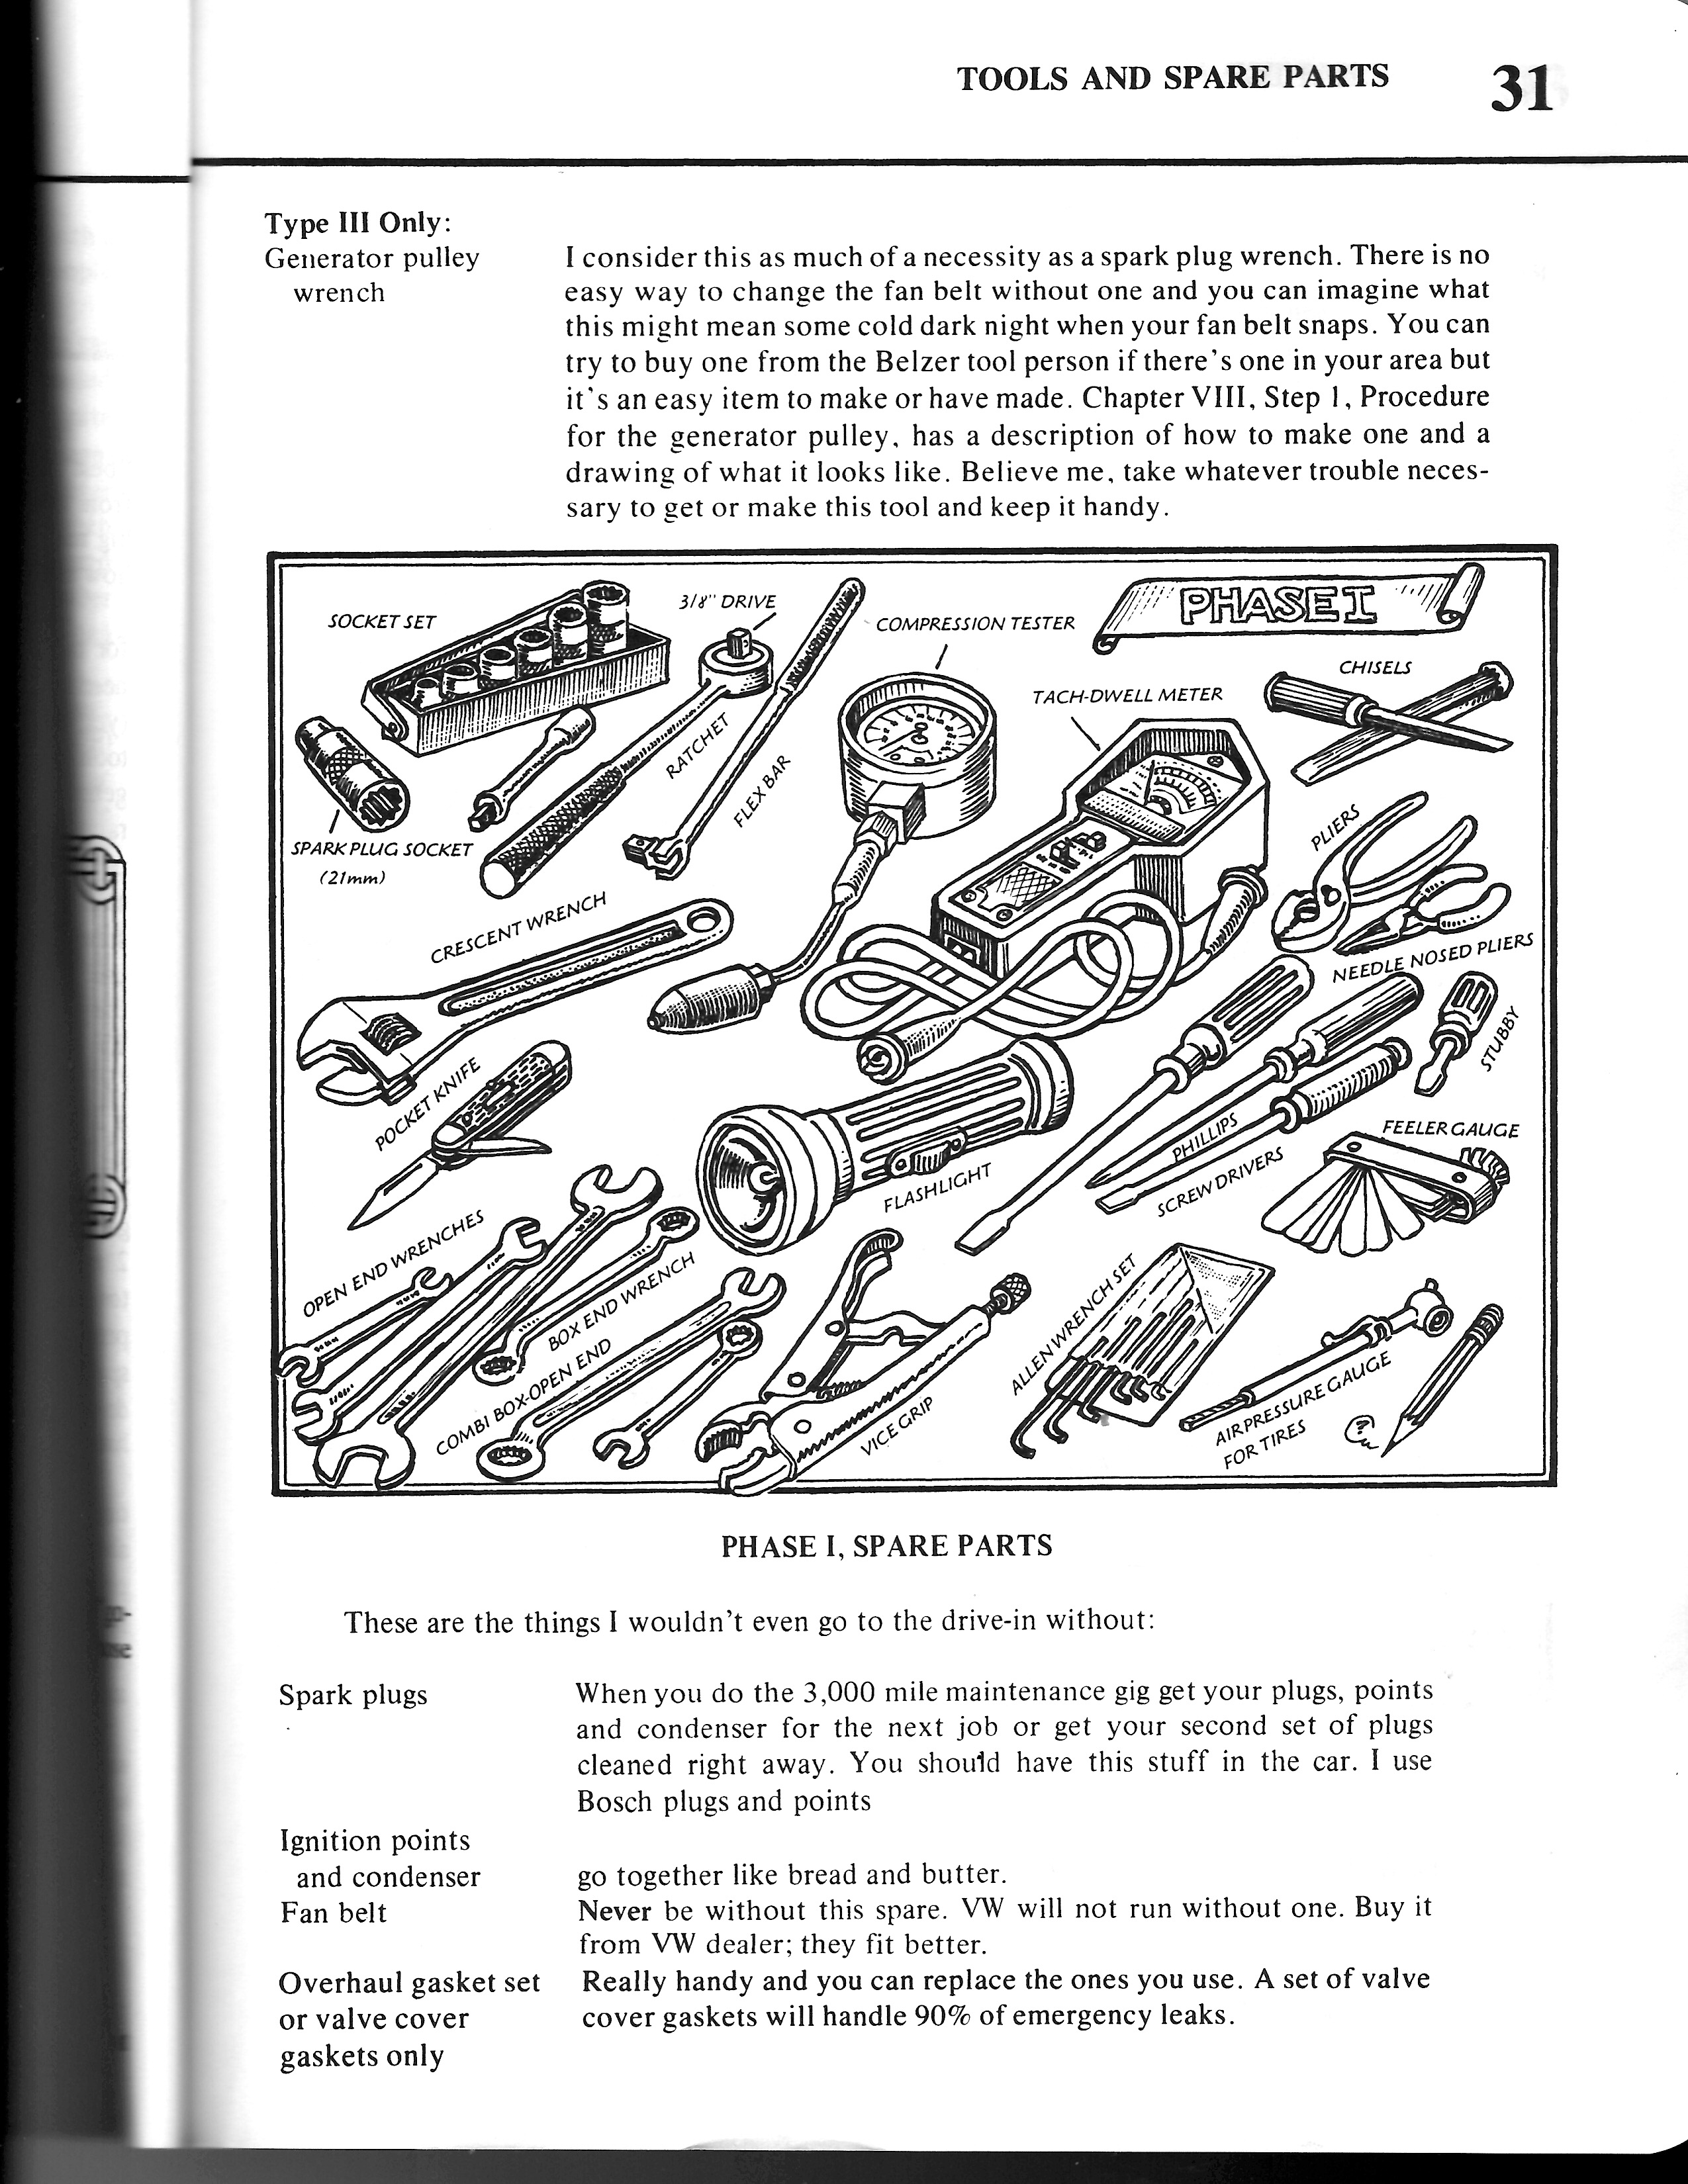 TOOLS AND SPARE PARTS 31
Type III Only:
Generator pulley
wrench
I consider this as much of a necessity as a spark plug wrench. There is no
easy way to change the fan belt without one and you can imagine what
this might mean some cold dark night when your fan belt snaps. You can
try to buy one from the Belzer tool person if there's one in your area but
it's an easy item to make or have made. Chapter VIII, Step 1, Procedure
for the generator pulley, has a description of how to make one and a
drawing of what it looks like. Believe me, take whatever trouble neces-
sary to get or make this tool and keep it handy.
PHASE I
SOCKET SET
3/8" DRIVE
COMPRESSION TESTER
CHISELS
TACH-DWELL METER
RATCHET
FLEX BAR
SPARK PLUG SOCKET
(21mm)
PLIERS
CRESCENT WRENCH
NEEDLE NOSED PLIERS
STUBBY
POCKET KNIFE
PHILLIPS
SCREW DRIVERS
FEELER GAUGE
FLASHLIGHT
OPEN END WRENCHES
BOX END WRENCH
COMBI BOX-OPEN END
VICE GRIP
ALLEN WRENCH SET
AIR PRESSURE GAUGE
FOR TIRES
PHASE I, SPARE PARTS
These are the things I wouldn't even go to the drive-in without:
Spark plugs
When you do the 3,000 mile maintenance gig get your plugs, points
and condenser for the next job or get your second set of plugs
cleaned right away. You should have this stuff in the car. I use
Bosch plugs and points
Ignition points
and condenser
go together like bread and butter.
Fan belt
Never be without this spare. VW will not run without one. Buy it
from VW dealer; they fit better.
Overhaul gasket set
or valve cover
gaskets only
Really handy and you can replace the ones you use. A set of valve
cover gaskets will handle 90% of emergency leaks.